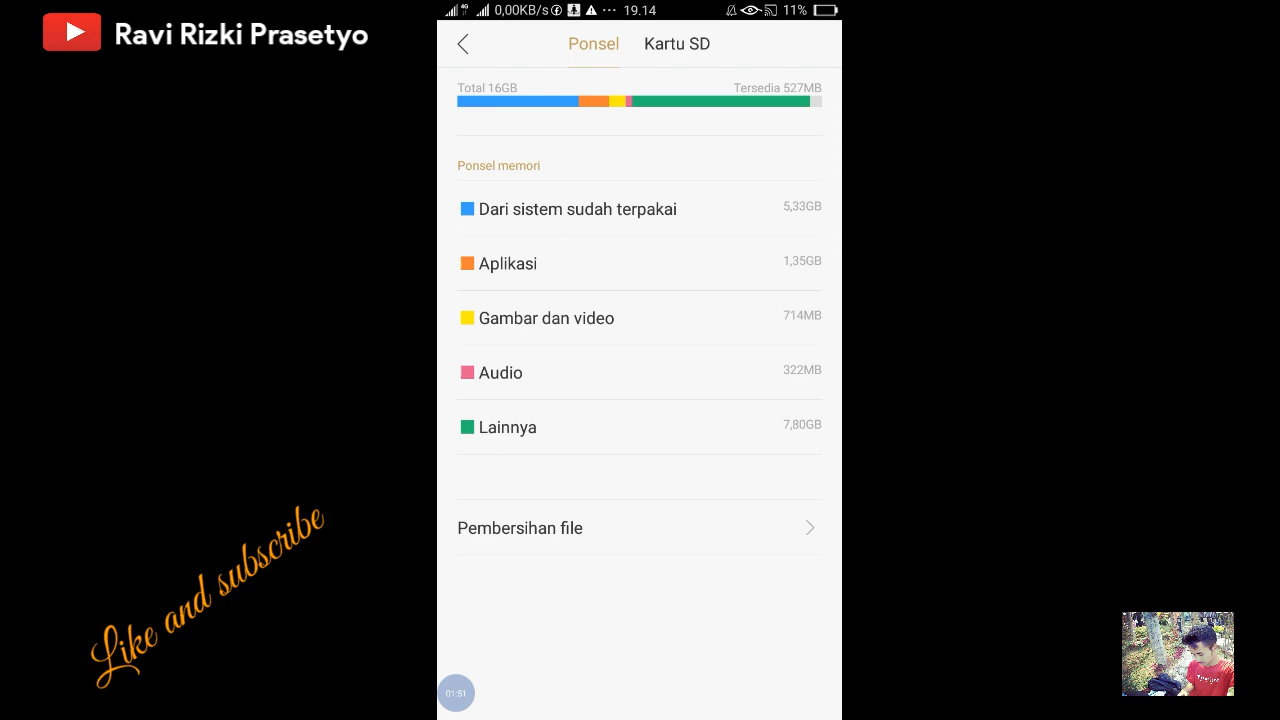 Ravi Rizki Prasetyo
4G 0,00KB/s ··· 19.14 11%
Ponsel Kartu SD
Total 16GB Tersedia 527MB
Ponsel memori
Dari sistem sudah terpakai 5,33GB
Aplikasi 1,35GB
Gambar dan video 714MB
Audio 322MB
Lainnya 7,80GB
Pembersihan file
Like and subscribe
01:51